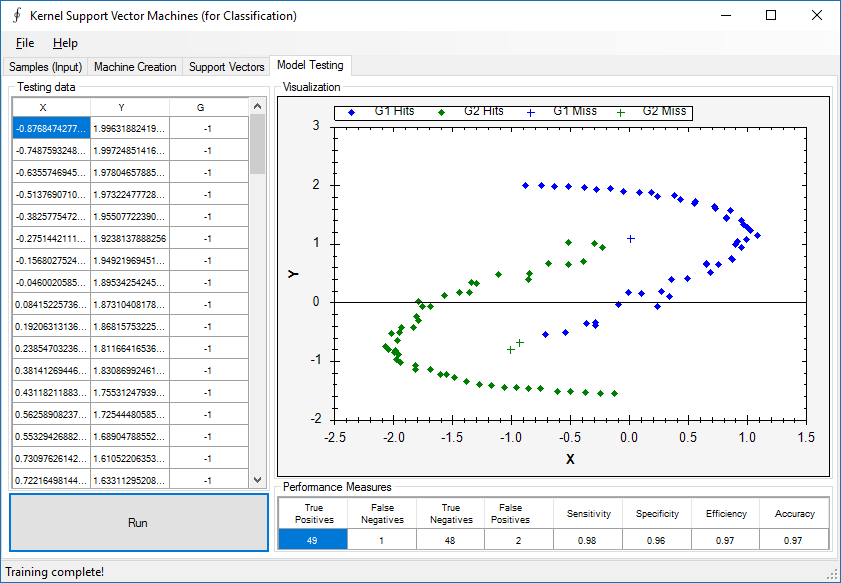 Kernel Support Vector Machines (for Classification)
File Help
Samples (Input) Machine Creation Support Vectors Model Testing
Testing data
X Y G
-0.8768474277... 1.99631882419... -1
-0.7487593248... 1.99724851416... -1
-0.6355746945... 1.97804657885... -1
-0.5137690710... 1.97322477728... -1
-0.3825775472... 1.95507722390... -1
-0.2751442111... 1.9238137888256 -1
-0.1568027524... 1.94921969451... -1
-0.0460020585... 1.89534254245... -1
0.08415225736... 1.87310408178... -1
0.19206313136... 1.86815753225... -1
0.23854703236... 1.81166416536... -1
0.38141269446... 1.83086992461... -1
0.43118211883... 1.75531247939... -1
0.56258908237... 1.72544480585... -1
0.55329426882... 1.68904788552... -1
0.73097626142... 1.61052206353... -1
0.72216498144... 1.63311295208... -1
Run
Visualization
G1 Hits G2 Hits G1 Miss G2 Miss
3
2
1
0
-1
-2
Y
-2.5 -2.0 -1.5 -1.0 -0.5 0.0 0.5 1.0 1.5
X
Performance Measures
True Positives False Negatives True Negatives False Positives Sensitivity Specificity Efficiency Accuracy
49 1 48 2 0.98 0.96 0.97 0.97
Training complete!